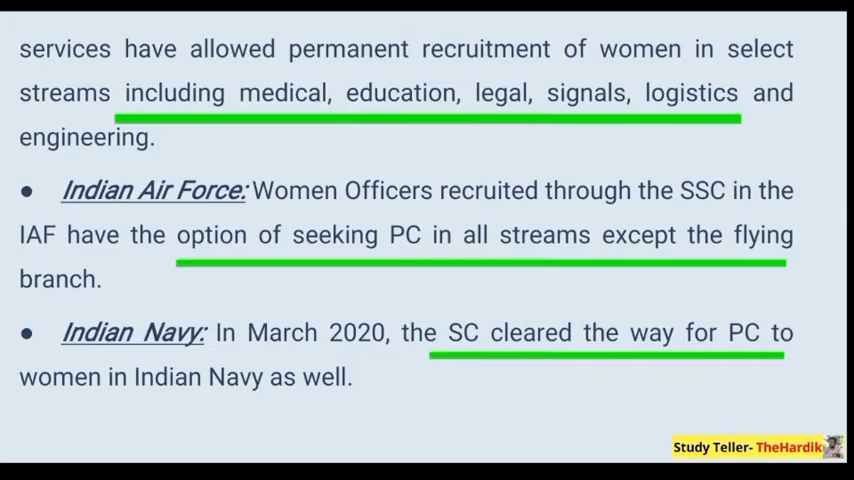 services have allowed permanent recruitment of women in select
streams including medical, education, legal, signals, logistics and
engineering.
● Indian Air Force: Women Officers recruited through the SSC in the
IAF have the option of seeking PC in all streams except the flying
branch.
● Indian Navy: In March 2020, the SC cleared the way for PC to
women in Indian Navy as well.
Study Teller- TheHardik